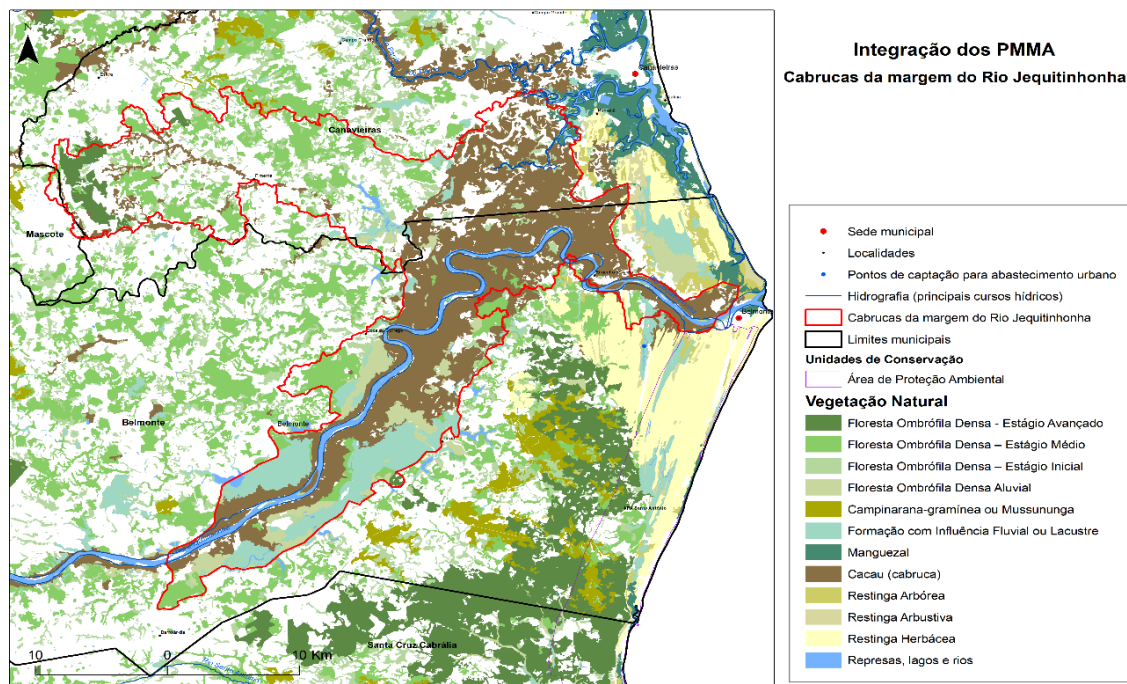 Integração dos PMMA
Cabrucas da margem do Rio Jequitinhonha
N
Canavieiras
Canavieiras
Mascote
Belmonte
Belmonte
Belmonte
Santa Cruz Cabrália
10 0 10 Km
Sede municipal
Localidades
Pontos de captação para abastecimento urbano
Hidrografia (principais cursos hídricos)
Cabrucas da margem do Rio Jequitinhonha
Limites municipais
Unidades de Conservação
Área de Proteção Ambiental
Vegetação Natural
Floresta Ombrófila Densa - Estágio Avançado
Floresta Ombrófila Densa – Estágio Médio
Floresta Ombrófila Densa – Estágio Inicial
Floresta Ombrófila Densa Aluvial
Campinarana-gramínea ou Mussununga
Formação com Influência Fluvial ou Lacustre
Manguezal
Cacau (cabruca)
Restinga Arbórea
Restinga Arbustiva
Restinga Herbácea
Represas, lagos e rios